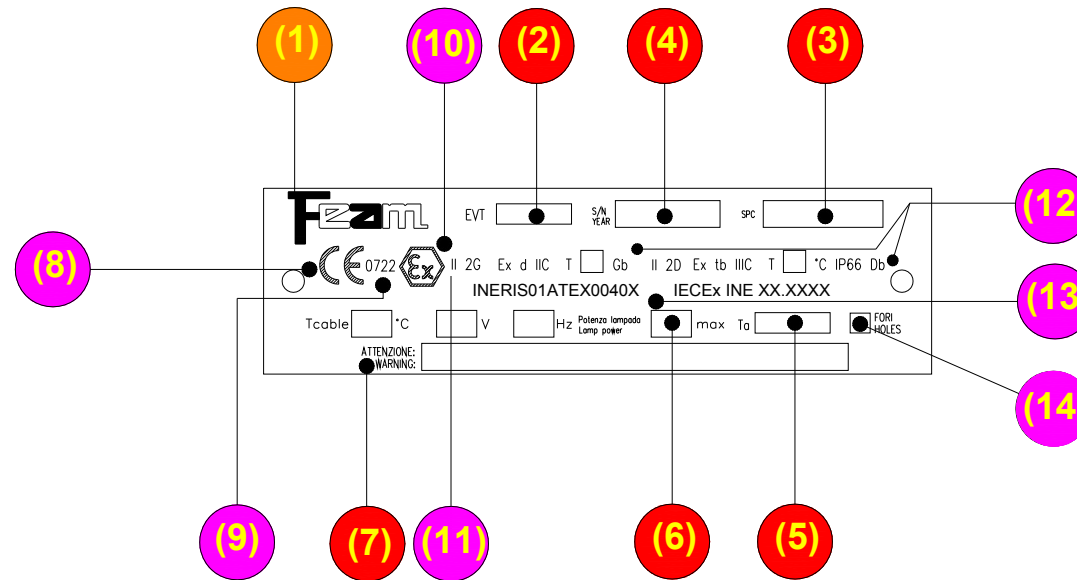 (1) (10) (2) (4) (3)
Feam EVT S/N YEAR SPC
(12
(8) CE 0722 Ex II 2G Ex d IIC T Gb II 2D Ex tb IIIC T °C IP66 Db
INERIS01ATEX0040X IECEx INE XX.XXXX
(13
Tcable °C V Hz Potenza lampada Lamp power max Ta FORI HOLES
ATTENZIONE:
WARNING:
(14
(9) (7) (11) (6) (5)